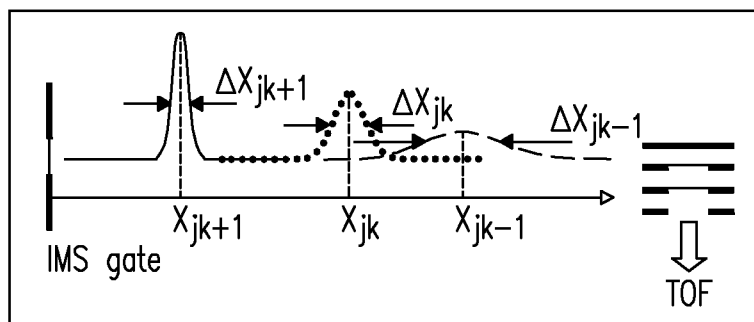 ΔX_jk+1
ΔX_jk
ΔX_jk-1
X_jk+1
X_jk
X_jk-1
IMS gate
TOF